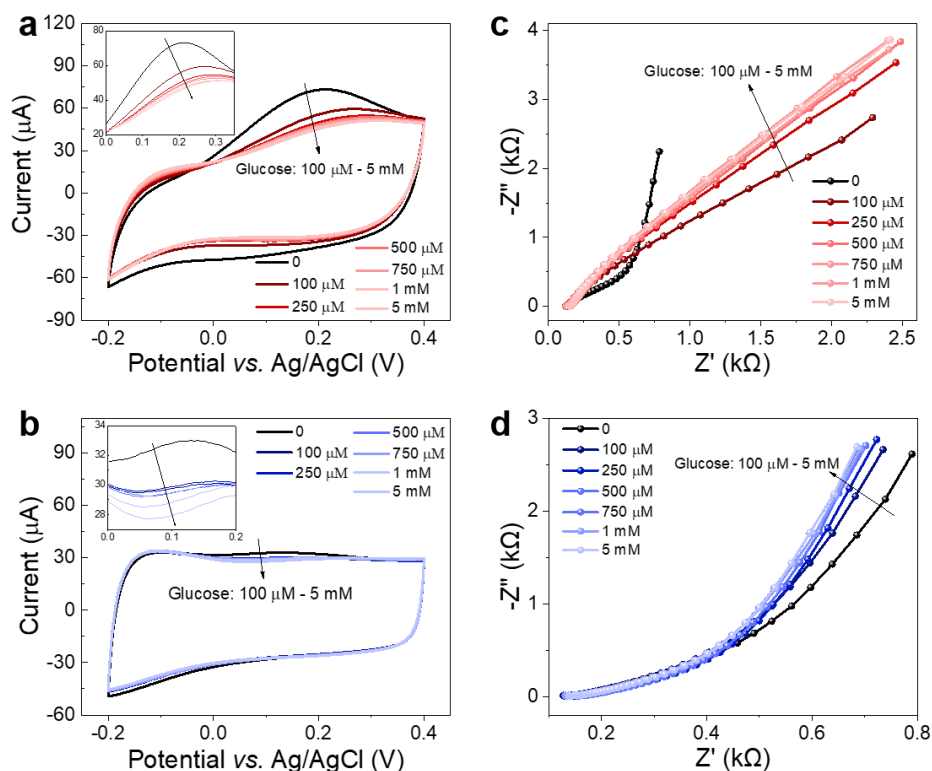 a
120
90
60
30
0
-30
-60
-90
Current (μA)
80
60
40
20
0.0 0.1 0.2 0.3
Glucose: 100 μM - 5 mM
0
100 μM
250 μM
500 μM
750 μM
1 mM
5 mM
-0.2 0.0 0.2 0.4
Potential vs. Ag/AgCl (V)
c
4
3
2
1
0
-Z'' (kΩ)
Glucose: 100 μM - 5 mM
0
100 μM
250 μM
500 μM
750 μM
1 mM
5 mM
0.0 0.5 1.0 1.5 2.0 2.5
Z' (kΩ)
b
90
60
30
0
-30
-60
Current (μA)
34
32
30
28
0.0 0.1 0.2
0
100 μM
250 μM
500 μM
750 μM
1 mM
5 mM
Glucose: 100 μM - 5 mM
-0.2 0.0 0.2 0.4
Potential vs. Ag/AgCl (V)
d
3
2
1
0
-Z'' (kΩ)
0
100 μM
250 μM
500 μM
750 μM
1 mM
5 mM
Glucose: 100 μM - 5 mM
0.2 0.4 0.6 0.8
Z' (kΩ)